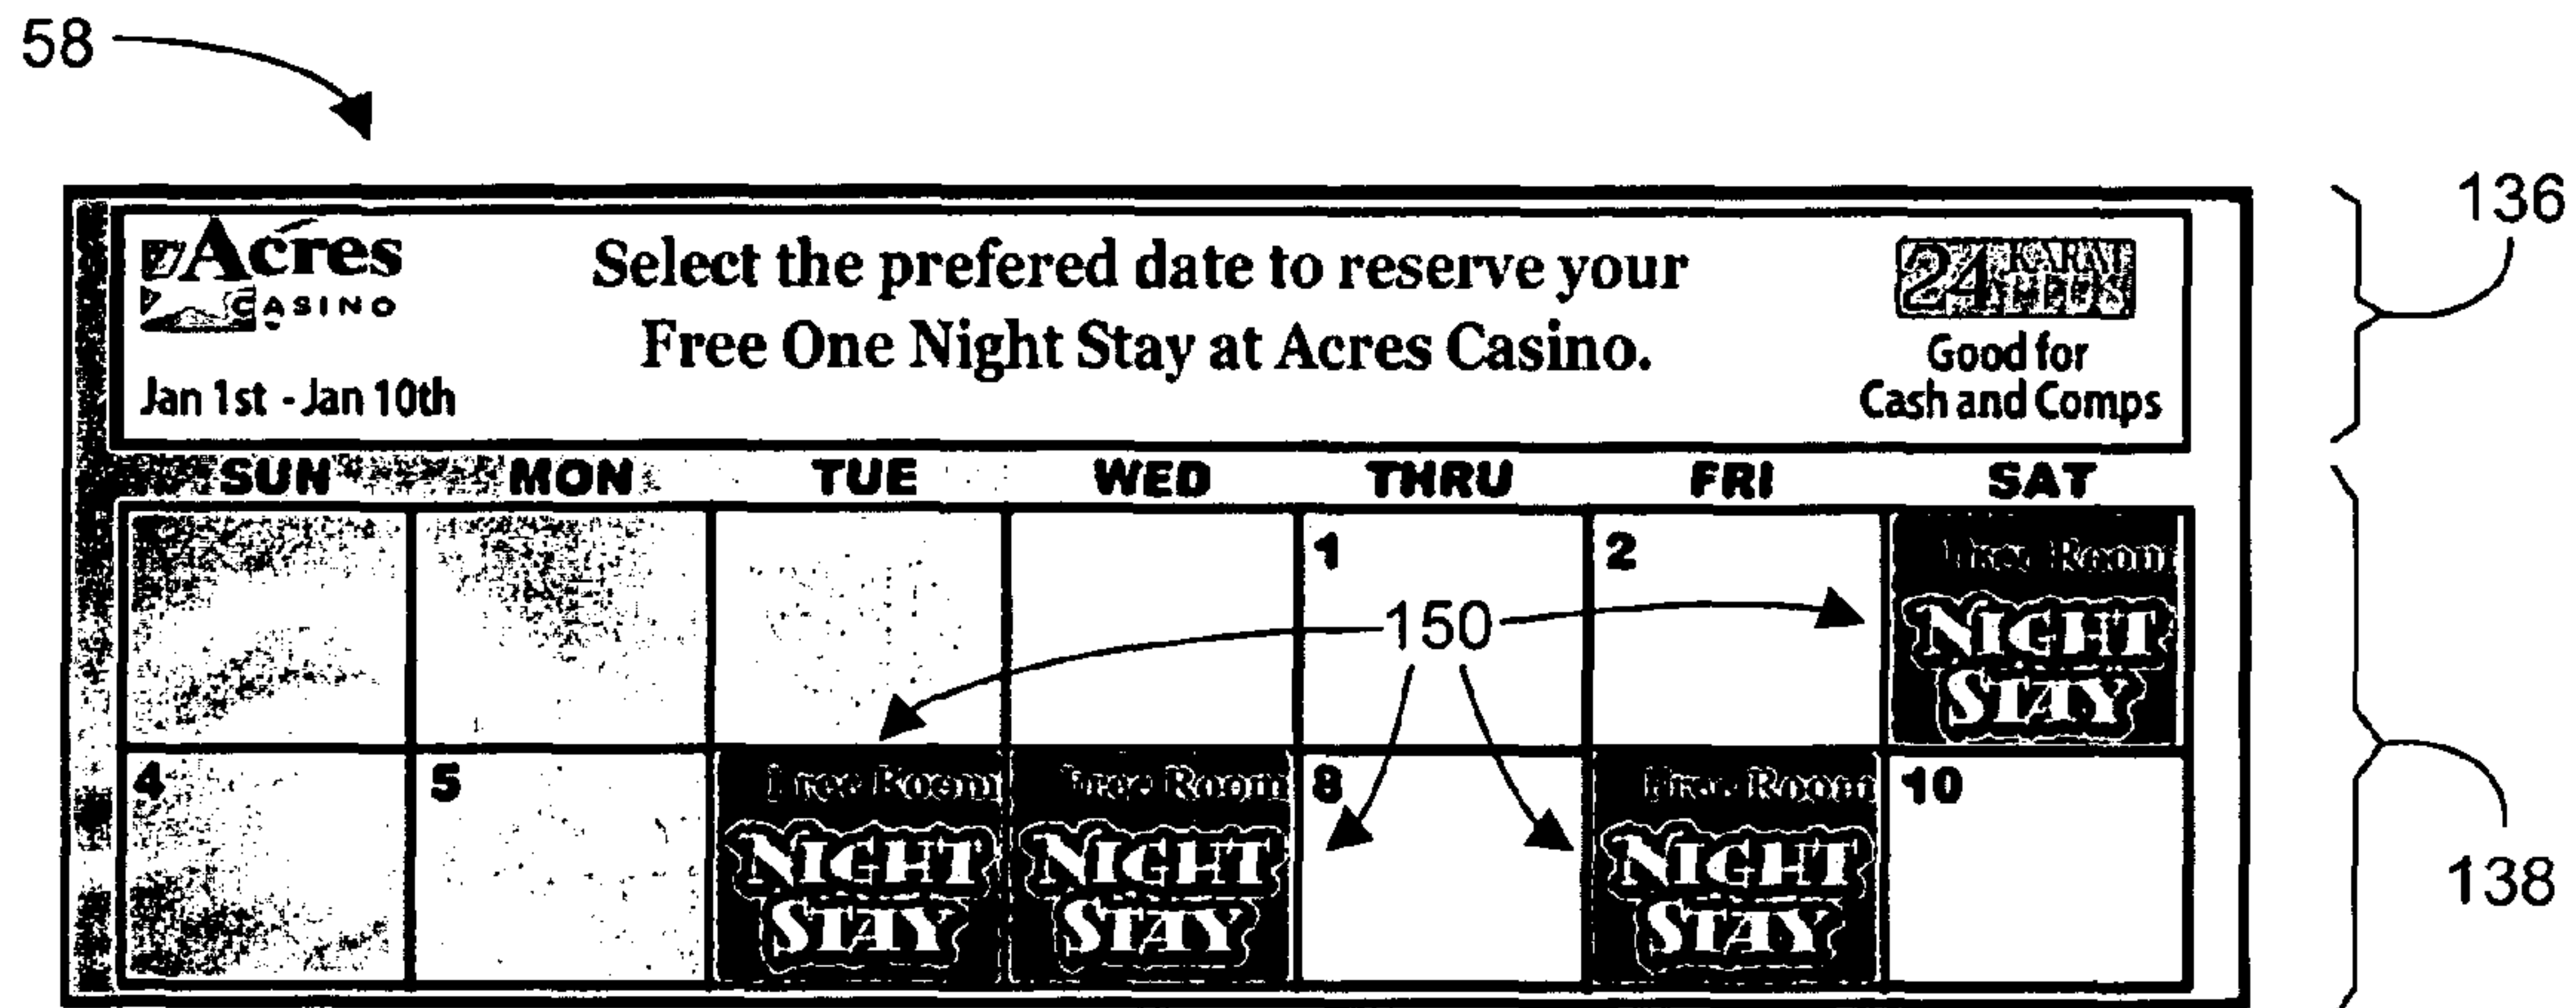 58
136
Acres
CASINO
Select the prefered date to reserve your
Free One Night Stay at Acres Casino.
Jan 1st - Jan 10th
24 KARAT
Good for
Cash and Comps
SUN MON TUE WED THRU FRI SAT
1 2 Free Room
NIGHT
STAY
150
4 5 Free Room Free Room 8 Free Room 10
NIGHT NIGHT NIGHT
STAY STAY STAY
138